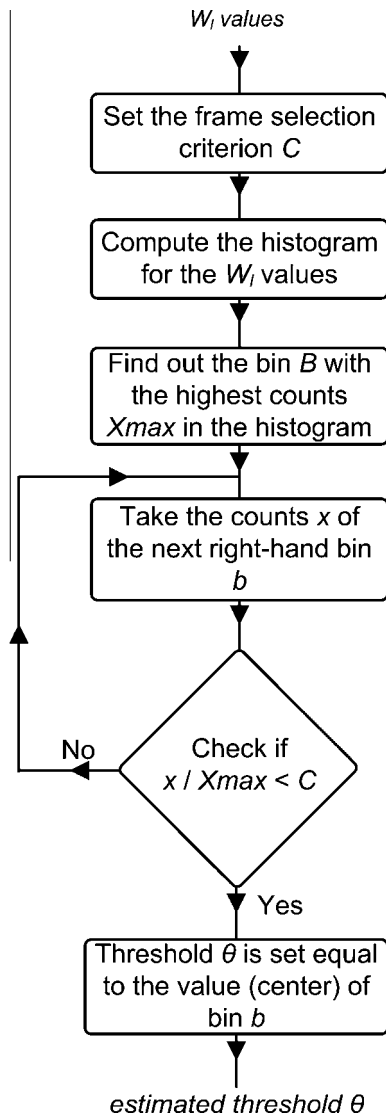 W_l values
Set the frame selection
criterion C
Compute the histogram
for the W_l values
Find out the bin B with
the highest counts
Xmax in the histogram
Take the counts x of
the next right-hand bin
b
No
Check if
x / Xmax < C
Yes
Threshold θ is set equal
to the value (center) of
bin b
estimated threshold θ